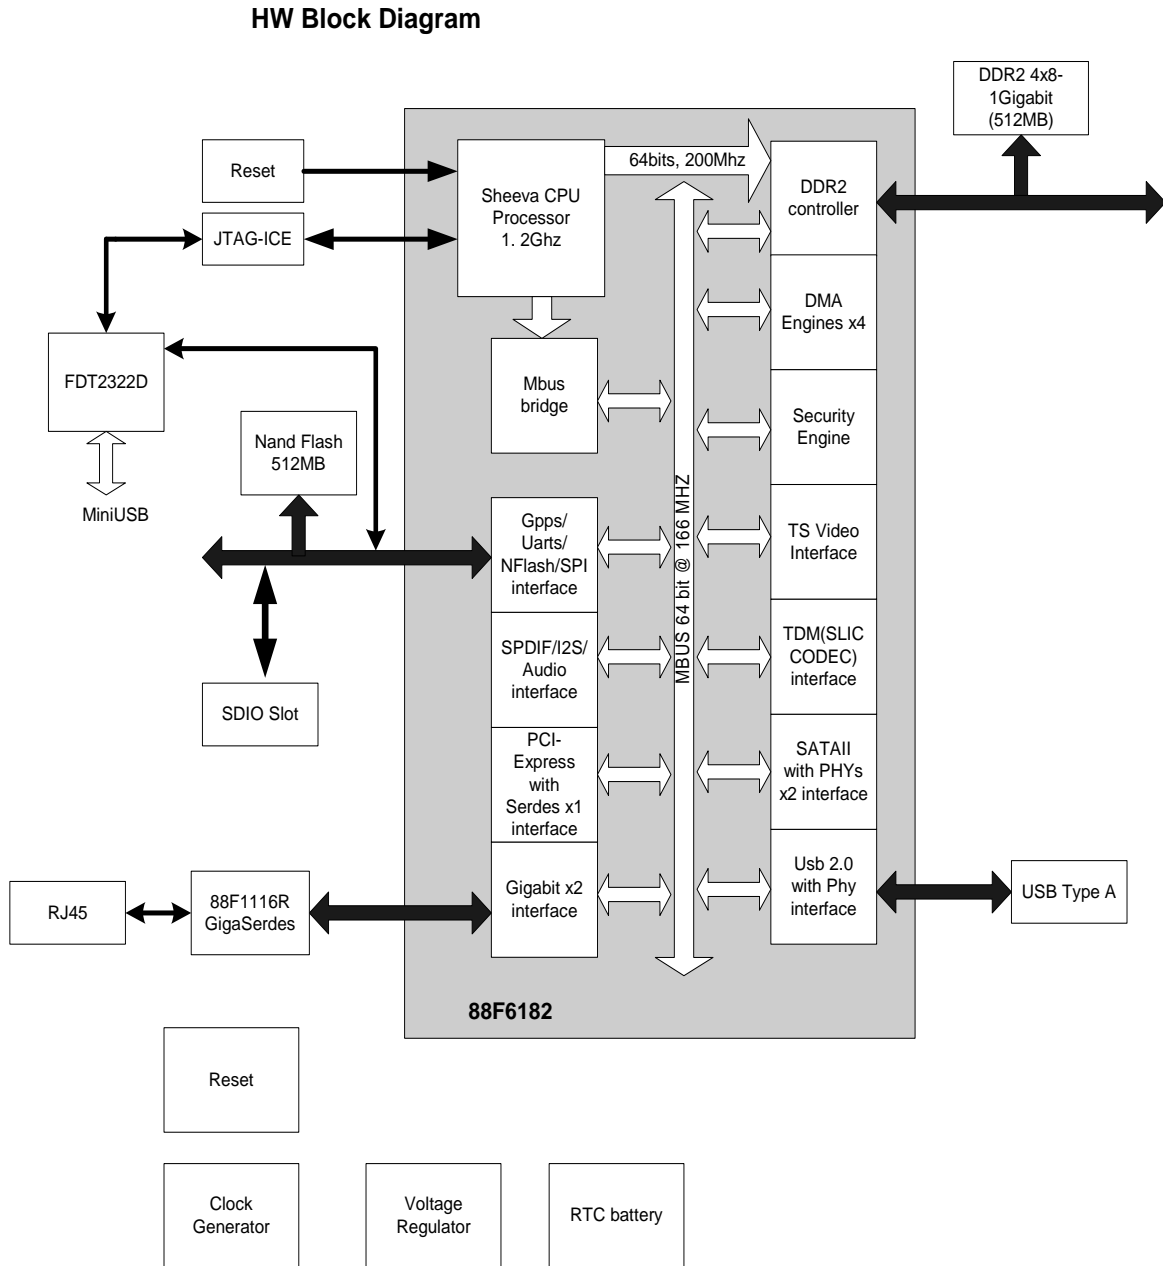 HW Block Diagram
DDR2 4x8-
1Gigabit
(512MB)
Reset
JTAG-ICE
FDT2322D
MiniUSB
Nand Flash
512MB
SDIO Slot
RJ45
88F1116R
GigaSerdes
Sheeva CPU
Processor
1. 2Ghz
64bits, 200Mhz
Mbus
bridge
Gpps/
Uarts/
NFlash/SPI
interface
SPDIF/I2S/
Audio
interface
PCI-
Express
with
Serdes x1
interface
Gigabit x2
interface
MBUS 64 bit @ 166 MHZ
DDR2
controller
DMA
Engines x4
Security
Engine
TS Video
Interface
TDM(SLIC
CODEC)
interface
SATAII
with PHYs
x2 interface
Usb 2.0
with Phy
interface
USB Type A
88F6182
Reset
Clock
Generator
Voltage
Regulator
RTC battery